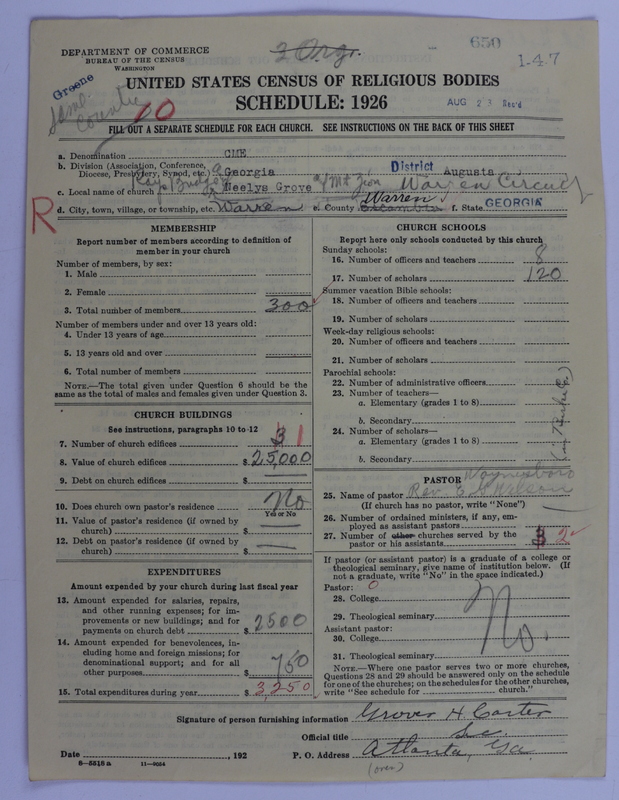 DEPARTMENT OF COMMERCE
BUREAU OF THE CENSUS
WASHINGTON
2 Org.
650
1-4-7
Greene
Same Countie
10
UNITED STATES CENSUS OF RELIGIOUS BODIES
SCHEDULE: 1926
AUG 23 Rec'd
FILL OUT A SEPARATE SCHEDULE FOR EACH CHURCH. SEE INSTRUCTIONS ON THE BACK OF THIS SHEET
a. Denomination CME
b. Division (Association, Conference, Diocese, Presbytery, Synod, etc.) Georgia District Augusta
c. Local name of church Neelys Grove Mt Zion Warren Circuit
R
d. City, town, village, or township, etc. Warren e. County Warren f. State GEORGIA
MEMBERSHIP
Report number of members according to definition of
member in your church
Number of members, by sex:
1. Male
2. Female
3. Total number of members 300
Number of members under and over 13 years old:
4. Under 13 years of age
5. 13 years old and over
6. Total number of members
NOTE.—The total given under Question 6 should be the
same as the total of males and females given under Question 3.
CHURCH BUILDINGS
See instructions, paragraphs 10 to 12
7. Number of church edifices 3 1
8. Value of church edifices $ 25,000
9. Debt on church edifices $
10. Does church own pastor's residence No
Yes or No
11. Value of pastor's residence (if owned by
church) $
12. Debt on pastor's residence (if owned by
church) $
EXPENDITURES
Amount expended by your church during last fiscal year
13. Amount expended for salaries, repairs,
and other running expenses; for im-
provements or new buildings; and for
payments on church debt $ 2500
14. Amount expended for benevolences, in-
cluding home and foreign missions; for
denominational support; and for all
other purposes $ 750
15. Total expenditures during year $ 3,250
CHURCH SCHOOLS
Report here only schools conducted by this church
Sunday schools:
16. Number of officers and teachers 8
17. Number of scholars 120
Summer vacation Bible schools:
18. Number of officers and teachers
19. Number of scholars
Week-day religious schools:
20. Number of officers and teachers
21. Number of scholars
Parochial schools:
22. Number of administrative officers
23. Number of teachers—
a. Elementary (grades 1 to 8)
b. Secondary
24. Number of scholars—
a. Elementary (grades 1 to 8)
b. Secondary
PASTOR Waynesboro
25. Name of pastor Rev.
(If church has no pastor, write "None")
26. Number of ordained ministers, if any, em-
ployed as assistant pastors
27. Number of other churches served by the
pastor or his assistants 3 2
If pastor (or assistant pastor) is a graduate of a college or
theological seminary, give name of institution below. (If
not a graduate, write "No" in the space indicated.)
Pastor: 0
28. College
29. Theological seminary No.
Assistant pastor:
30. College
31. Theological seminary
NOTE.—Where one pastor serves two or more churches,
Questions 28 and 29 should be answered only on the schedule
for one of the churches; on the schedules for the other churches,
write "See schedule for church."
Signature of person furnishing information Grover H Carter
Official title Sec.
Date , 192 P. O. Address Atlanta, Ga
8—5518 a 11—9054
(over)